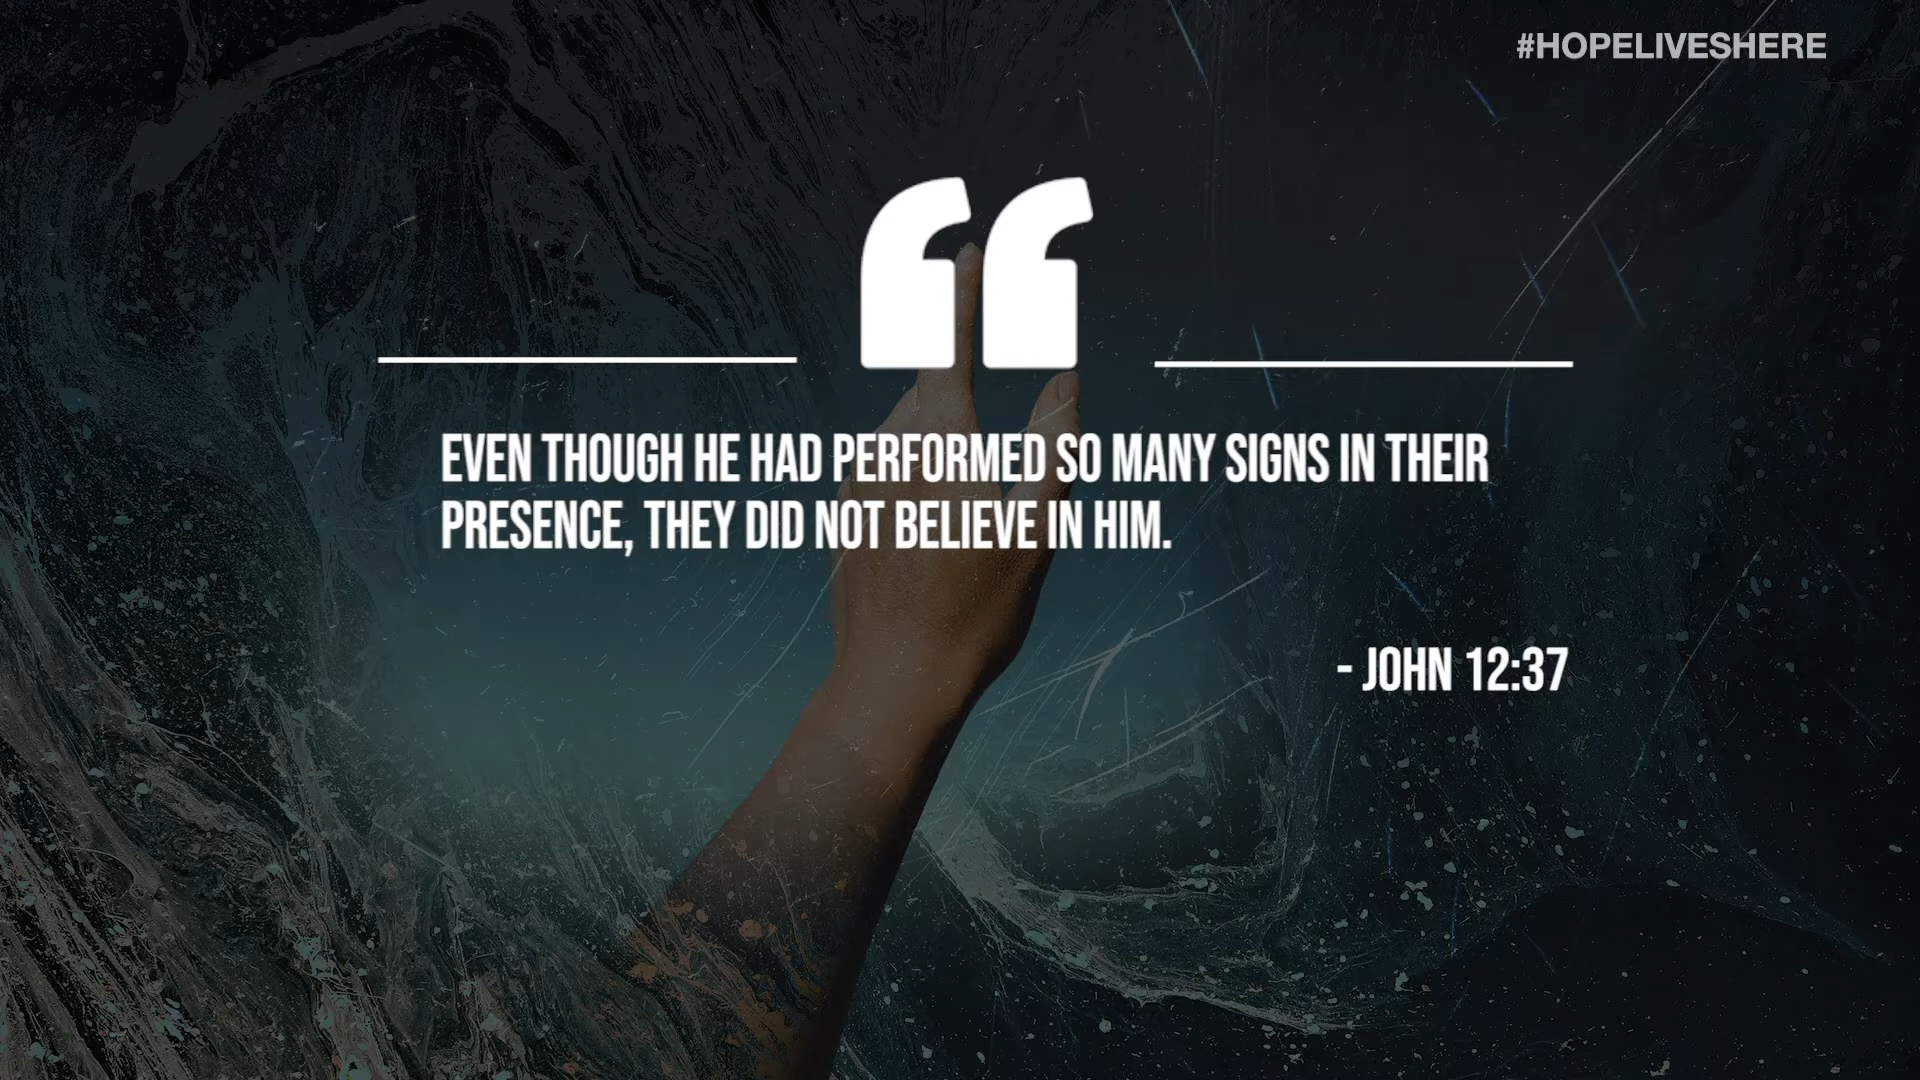 #HOPELIVESHERE
“
EVEN THOUGH HE HAD PERFORMED SO MANY SIGNS IN THEIR
PRESENCE, THEY DID NOT BELIEVE IN HIM.
- JOHN 12:37